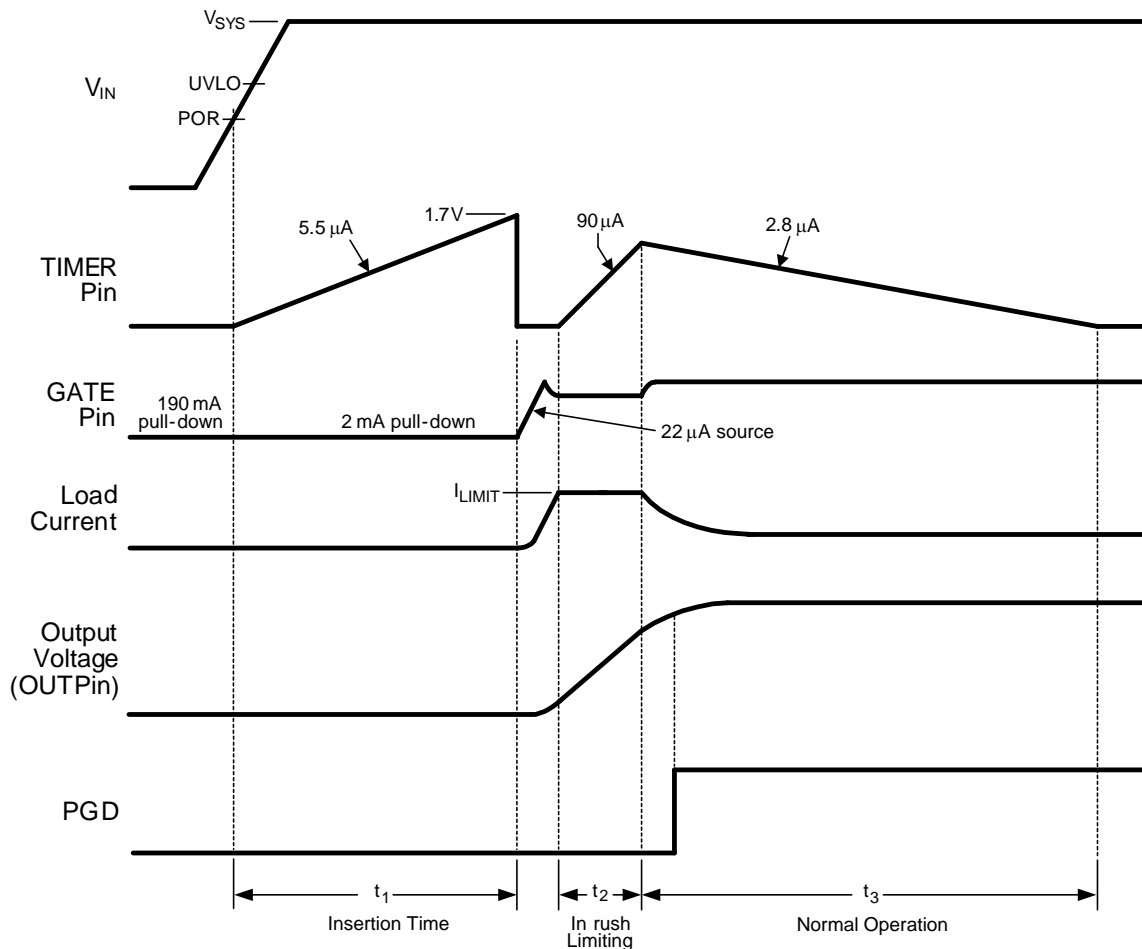 VSYS
VIN
UVLO
POR
1.7V
5.5 µA
90 µA
2.8 µA
TIMER
Pin
GATE
Pin
190 mA
pull-down
2 mA pull-down
22 µA source
Load
Current
ILIMIT
Output
Voltage
(OUTPin)
PGD
t1
t2
t3
Insertion Time
In rush
Limiting
Normal Operation